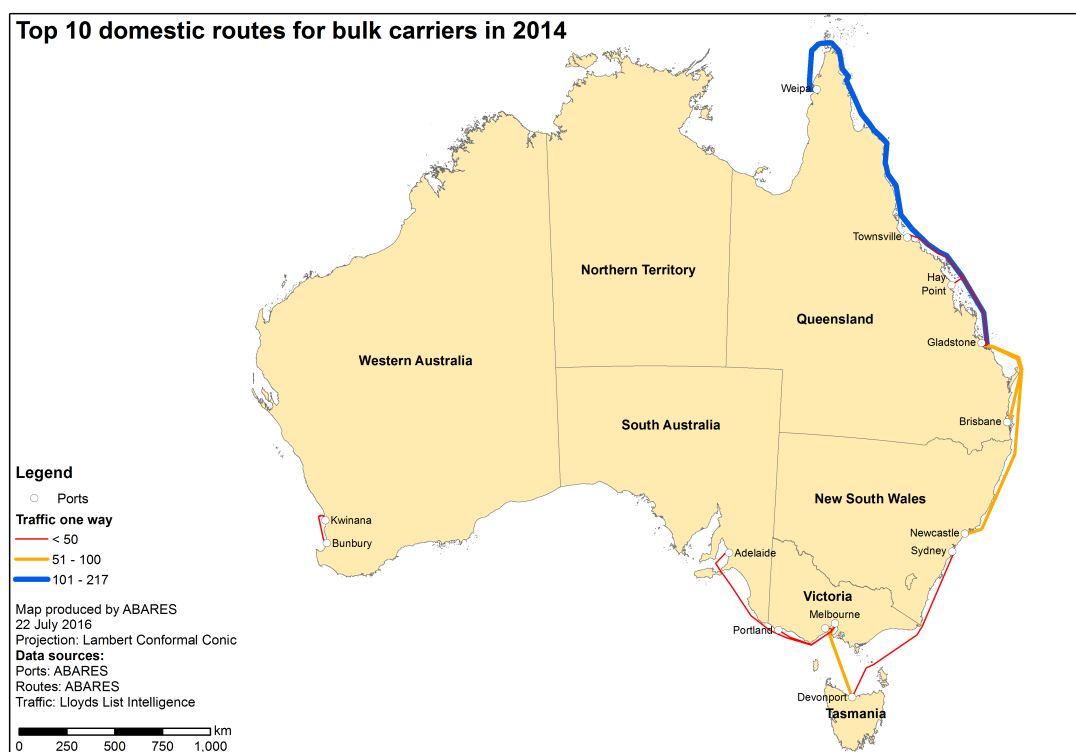 Top 10 domestic routes for bulk carriers in 2014
Weipa
Townsville
Northern Territory
Hay
Point
Queensland
Gladstone
Western Australia
South Australia
Brisbane
Legend
Ports
New South Wales
Traffic one way
Kwinana
Newcastle
< 50
Bunbury
Sydney
51 - 100
Adelaide
101 - 217
Victoria
Map produced by ABARES
Melbourne
22 July 2016
Portland
Projection: Lambert Conformal Conic
Data sources:
Ports: ABARES
Routes: ABARES
Devonport
Traffic: Lloyds List Intelligence
Tasmania
km
0 250 500 750 1,000